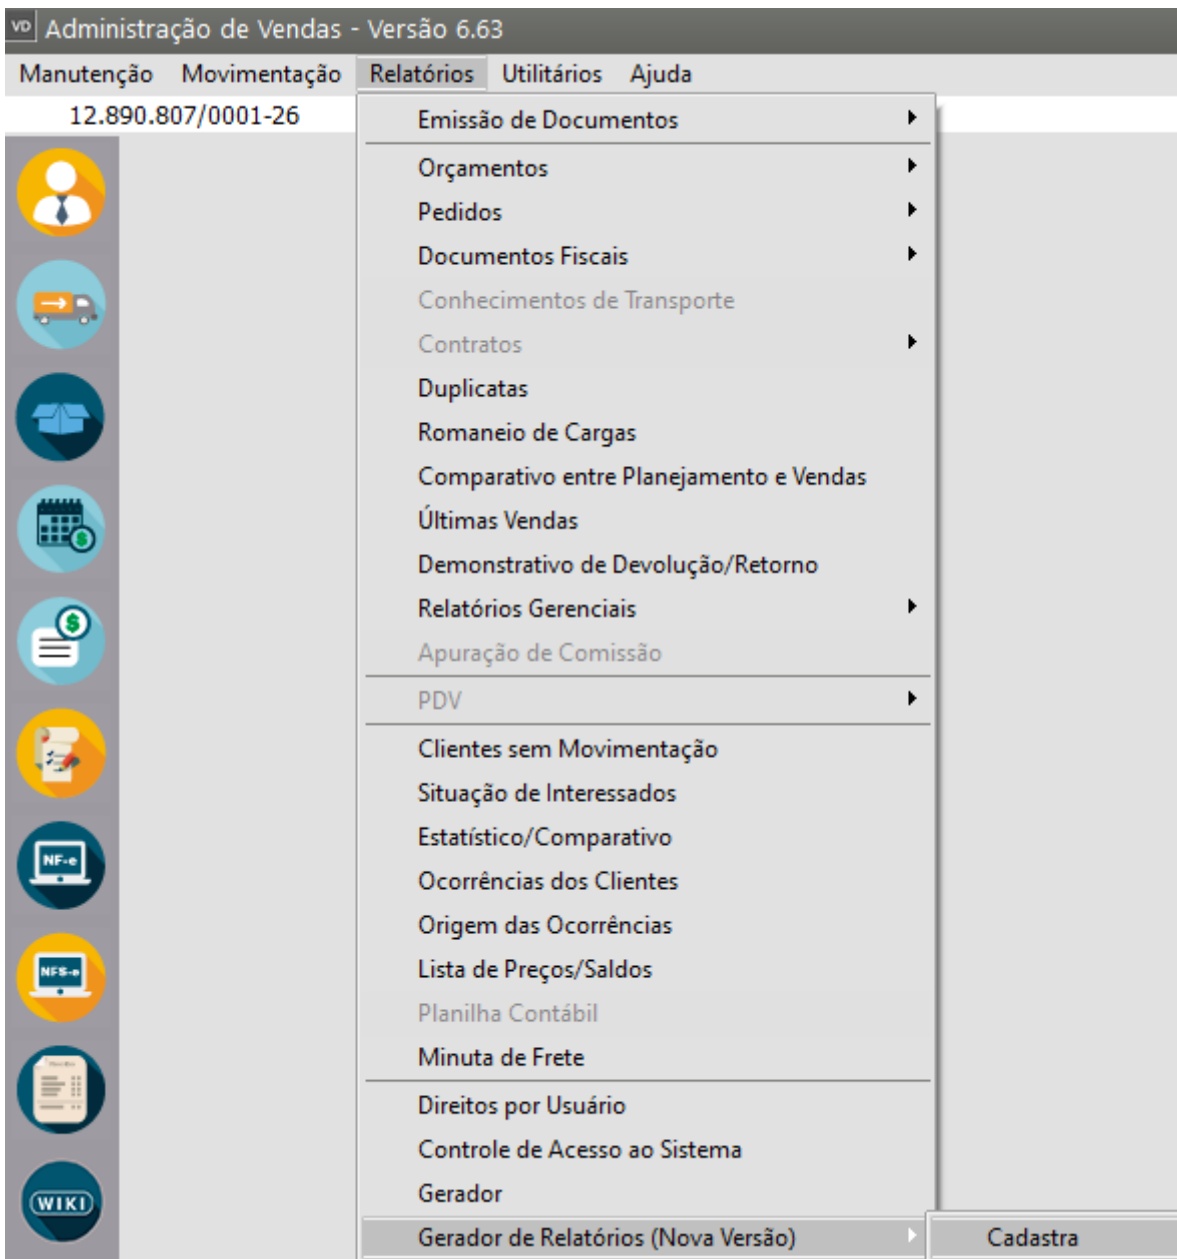 VD Administração de Vendas - Versão 6.63
Manutenção Movimentação Relatórios Utilitários Ajuda
12.890.807/0001-26
Emissão de Documentos
Orçamentos
Pedidos
Documentos Fiscais
Conhecimentos de Transporte
Contratos
Duplicatas
Romaneio de Cargas
Comparativo entre Planejamento e Vendas
Últimas Vendas
Demonstrativo de Devolução/Retorno
Relatórios Gerenciais
Apuração de Comissão
PDV
Clientes sem Movimentação
Situação de Interessados
Estatístico/Comparativo
NF-e
Ocorrências dos Clientes
Origem das Ocorrências
NFS-e
Lista de Preços/Saldos
Planilha Contábil
Minuta de Frete
Direitos por Usuário
Controle de Acesso ao Sistema
WIKI
Gerador
Gerador de Relatórios (Nova Versão) Cadastra